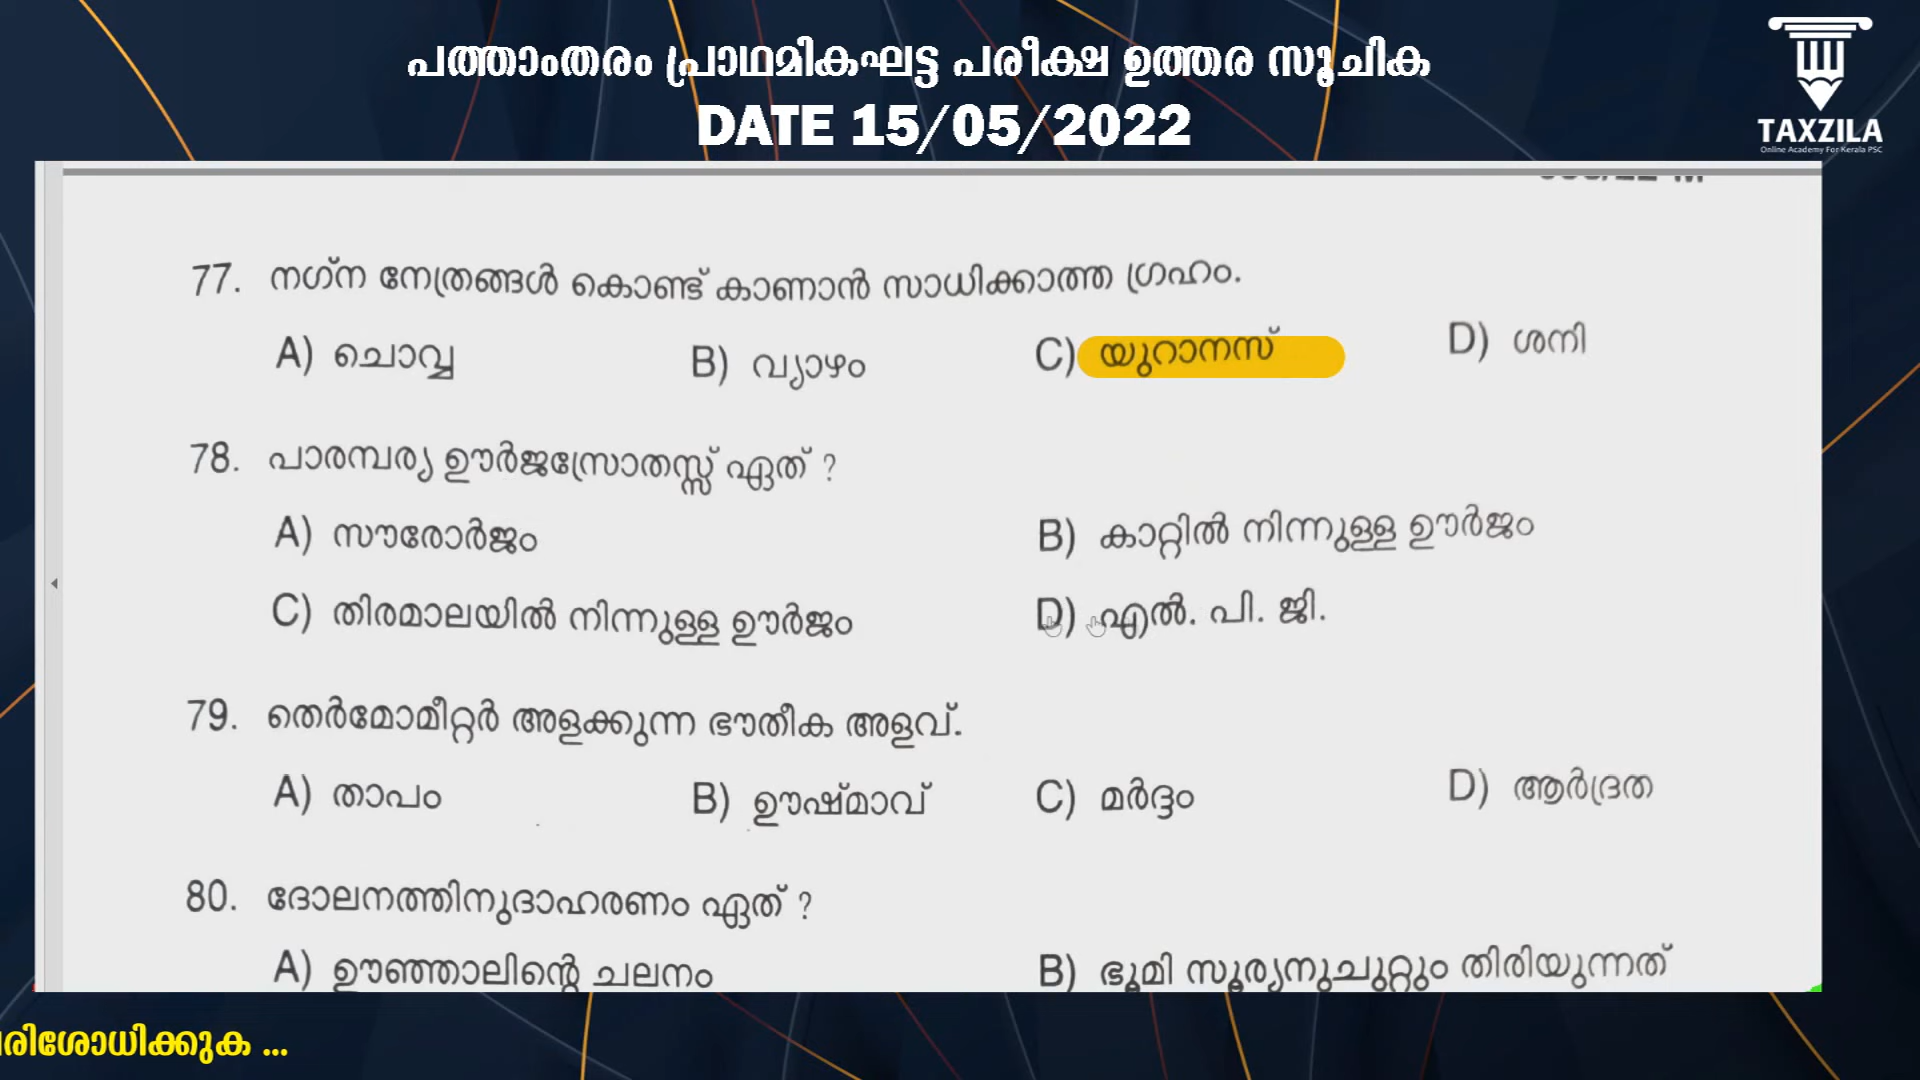 പത്താംതരം പ്രാഥമികഘട്ട പരീക്ഷ ഉത്തര സൂചിക
DATE 15/05/2022
TAXZILA
Online Academy For Kerala PSC
77. നഗ്ന നേത്രങ്ങൾ കൊണ്ട് കാണാൻ സാധിക്കാത്ത ഗ്രഹം.
A) ചൊവ്വ B) വ്യാഴം C) യുറാനസ് D) ശനി
78. പാരമ്പര്യ ഊർജസ്രോതസ്സ് ഏത് ?
A) സൗരോർജം B) കാറ്റിൽ നിന്നുള്ള ഊർജം
C) തിരമാലയിൽ നിന്നുള്ള ഊർജം D) എൽ. പി. ജി.
79. തെർമോമീറ്റർ അളക്കുന്ന ഭൗതീക അളവ്.
A) താപം B) ഊഷ്മാവ് C) മർദ്ദം D) ആർദ്രത
80. ദോലനത്തിനുദാഹരണം ഏത് ?
A) ഊഞ്ഞാലിന്റെ ചലനം B) ഭൂമി സൂര്യനുചുറ്റും തിരിയുന്നത്
രിശോധിക്കുക ...